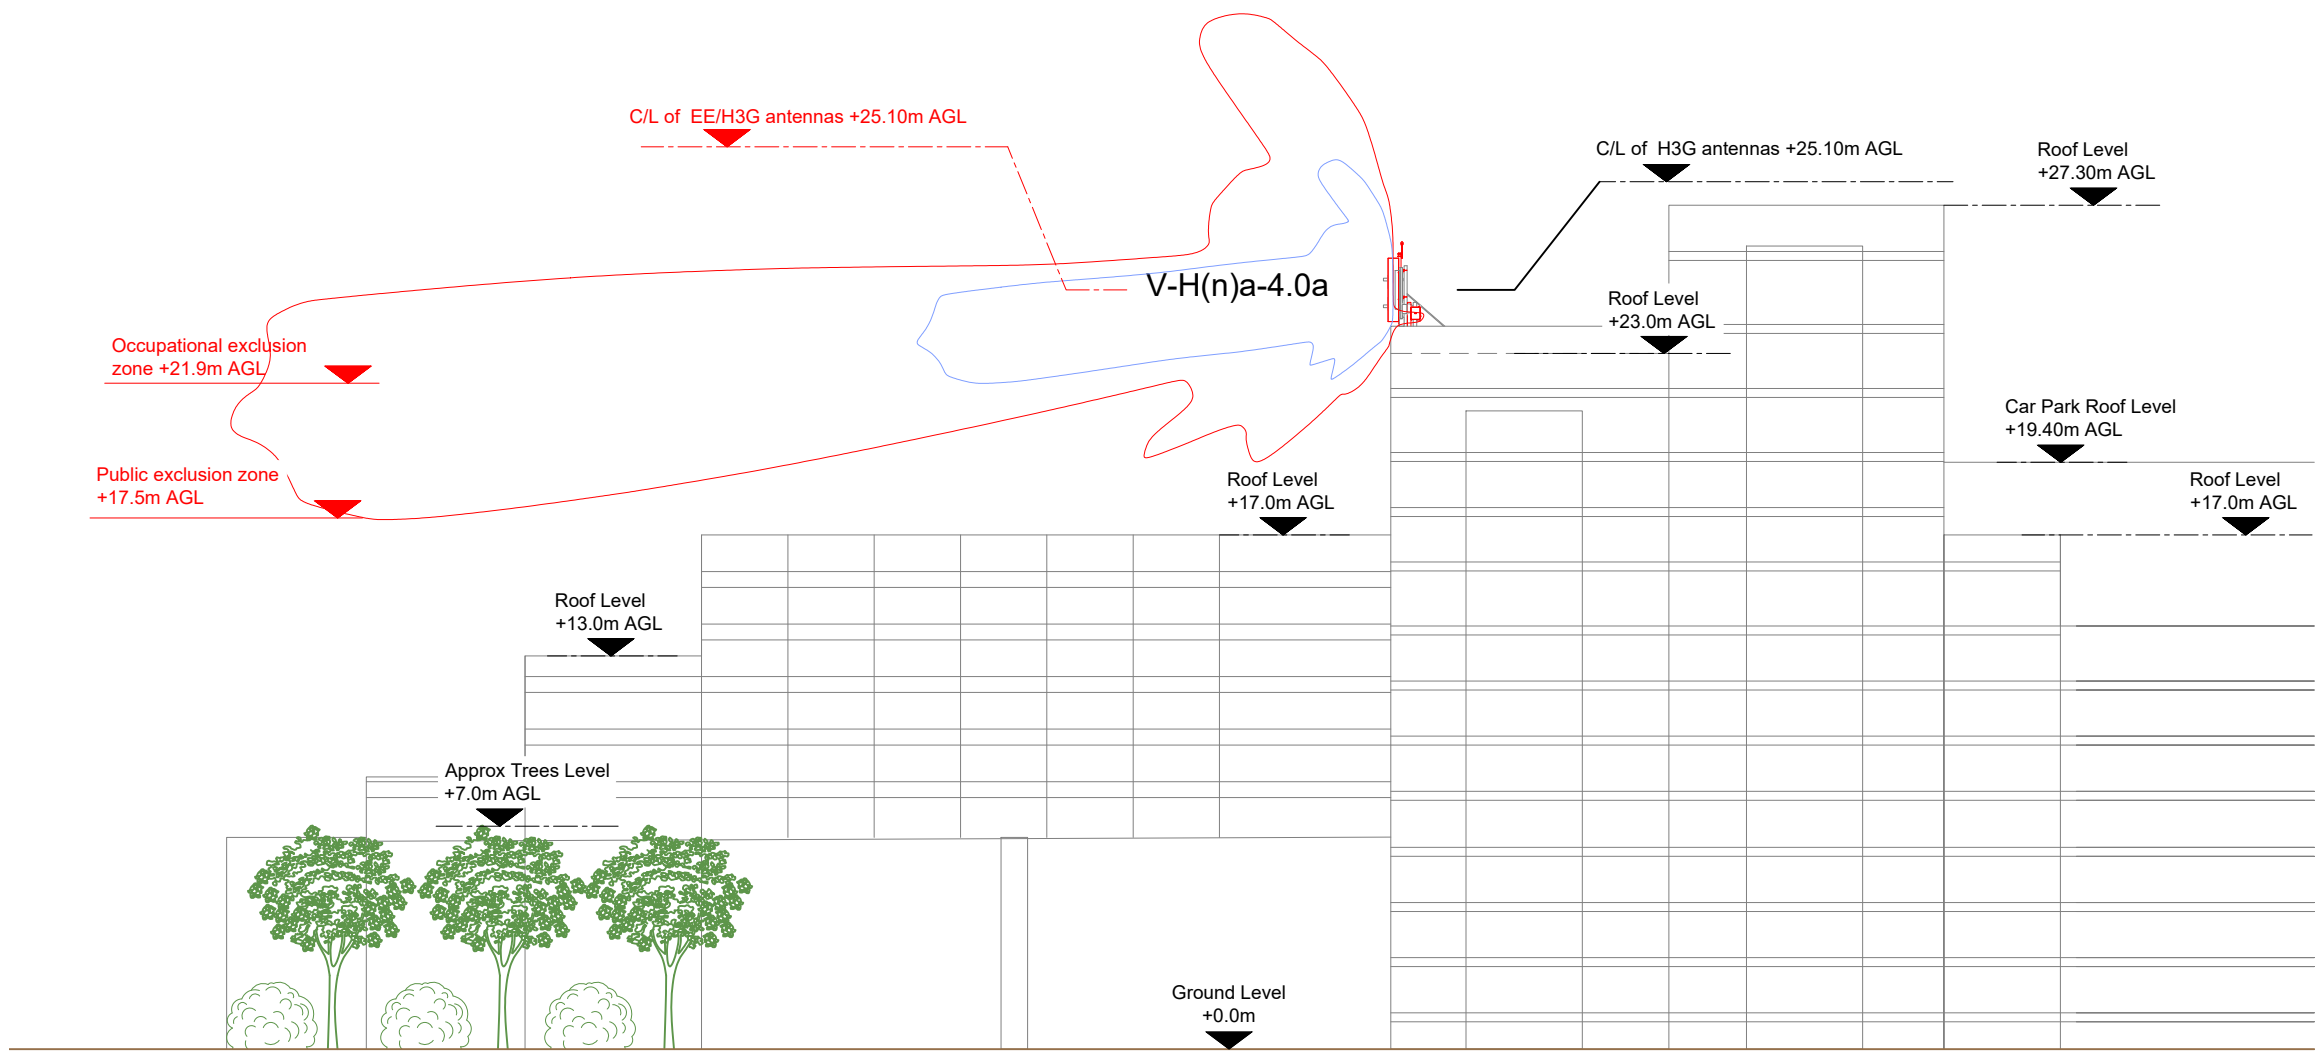 C/L of  EE/H3G antennas +25.10m AGL
C/L of  H3G antennas +25.10m AGL
Roof Level
+27.30m AGL
V-H(n)a-4.0a
Roof Level
+23.0m AGL
Occupational exclusion
zone +21.9m AGL
Car Park Roof Level
+19.40m AGL
Public exclusion zone
+17.5m AGL
Roof Level
+17.0m AGL
Roof Level
+17.0m AGL
Roof Level
+13.0m AGL
Approx Trees Level
+7.0m AGL
Ground Level
+0.0m